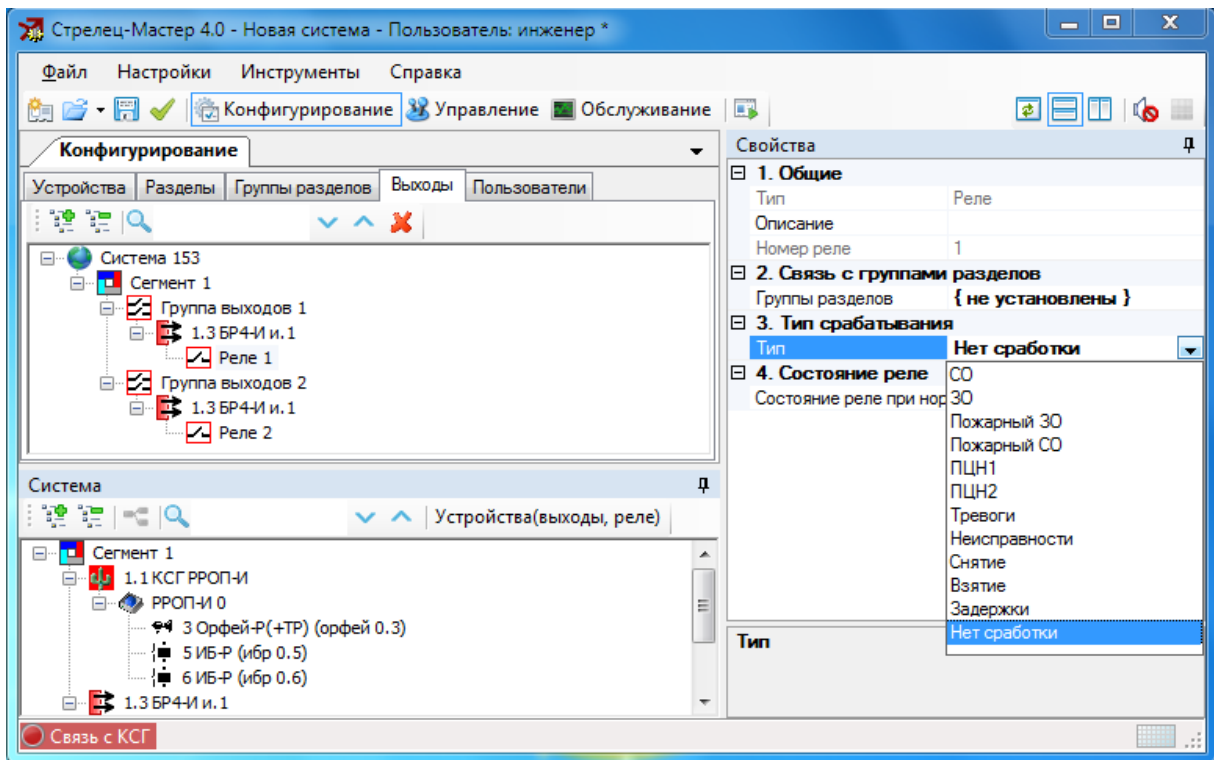 Стрелец-Мастер 4.0 - Новая система - Пользователь: инженер *
Файл Настройки Инструменты Справка
Конфигурирование Управление Обслуживание
Конфигурирование
Устройства Разделы Группы разделов Выходы Пользователи
Система 153
Сегмент 1
Группа выходов 1
1.3 БР4-И и.1
Реле 1
Группа выходов 2
1.3 БР4-И и.1
Реле 2
Система
Устройства(выходы, реле)
Сегмент 1
1.1 КСГ РРОП-И
РРОП-И 0
3 Орфей-Р(+ТР) (орфей 0.3)
5 ИБ-Р (ибр 0.5)
6 ИБ-Р (ибр 0.6)
1.3 БР4-И и.1
Свойства
1. Общие
Тип Реле
Описание
Номер реле 1
2. Связь с группами разделов
Группы разделов { не установлены }
3. Тип срабатывания
Тип Нет сработки
4. Состояние реле
Состояние реле при нор
СО
ЗО
Пожарный ЗО
Пожарный СО
ПЦН1
ПЦН2
Тревоги
Неисправности
Снятие
Взятие
Задержки
Нет сработки
Тип
Связь с КСГ